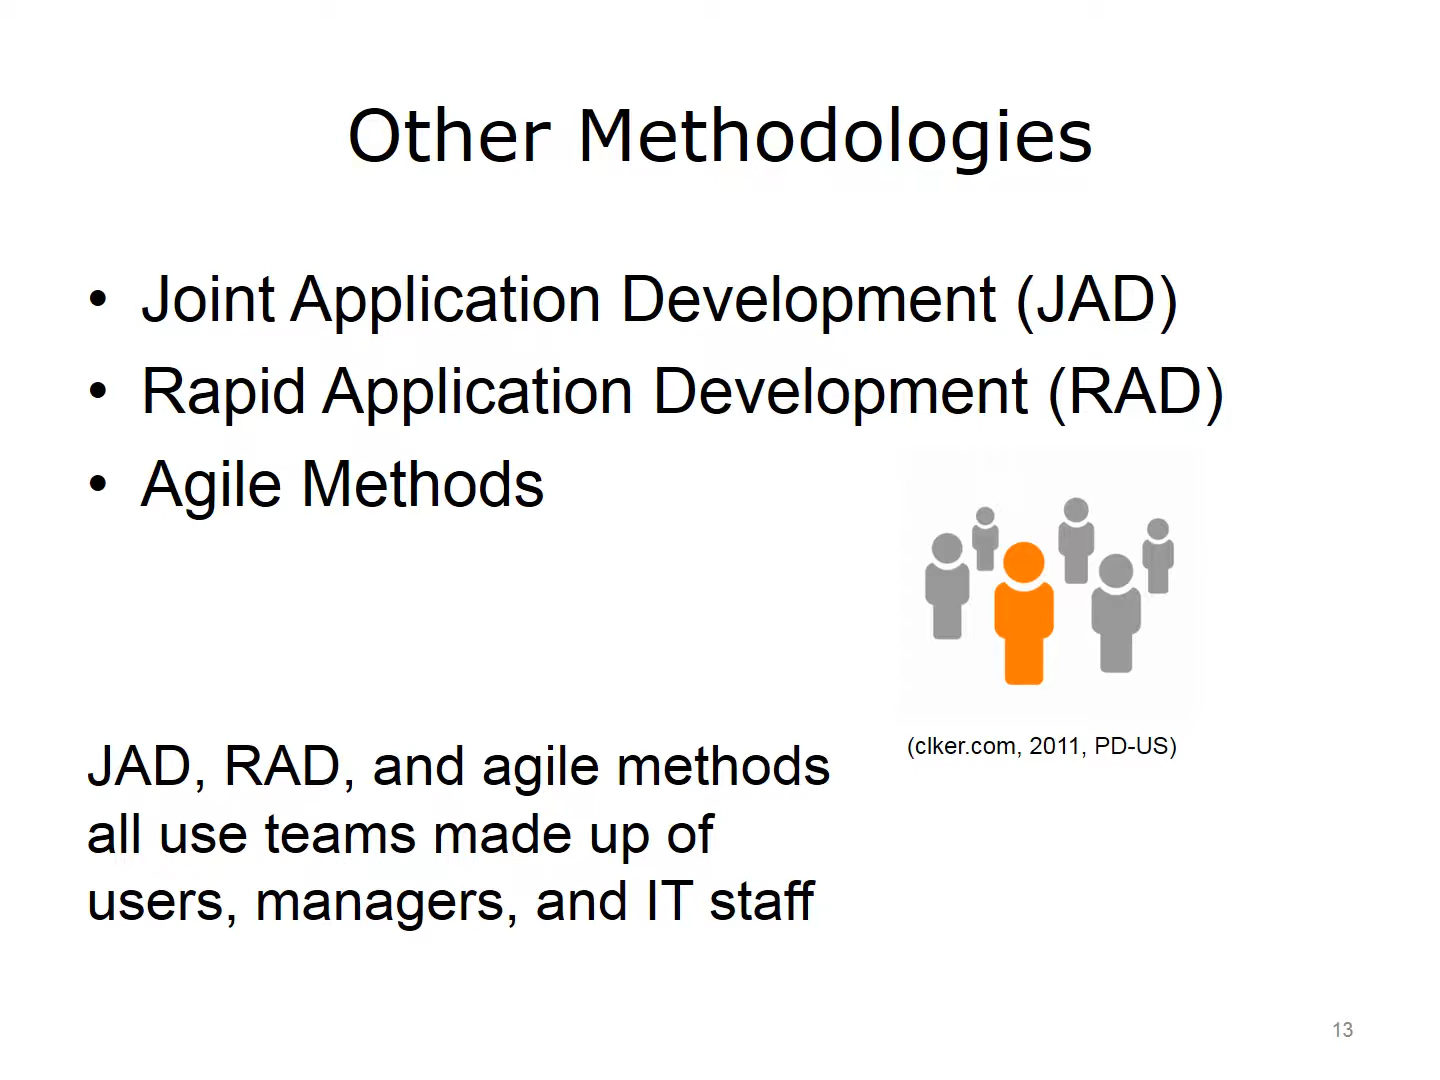 Other Methodologies
• Joint Application Development (JAD)
• Rapid Application Development (RAD)
• Agile Methods
(clker.com, 2011, PD-US)
JAD, RAD, and agile methods
all use teams made up of
users, managers, and IT staff
13